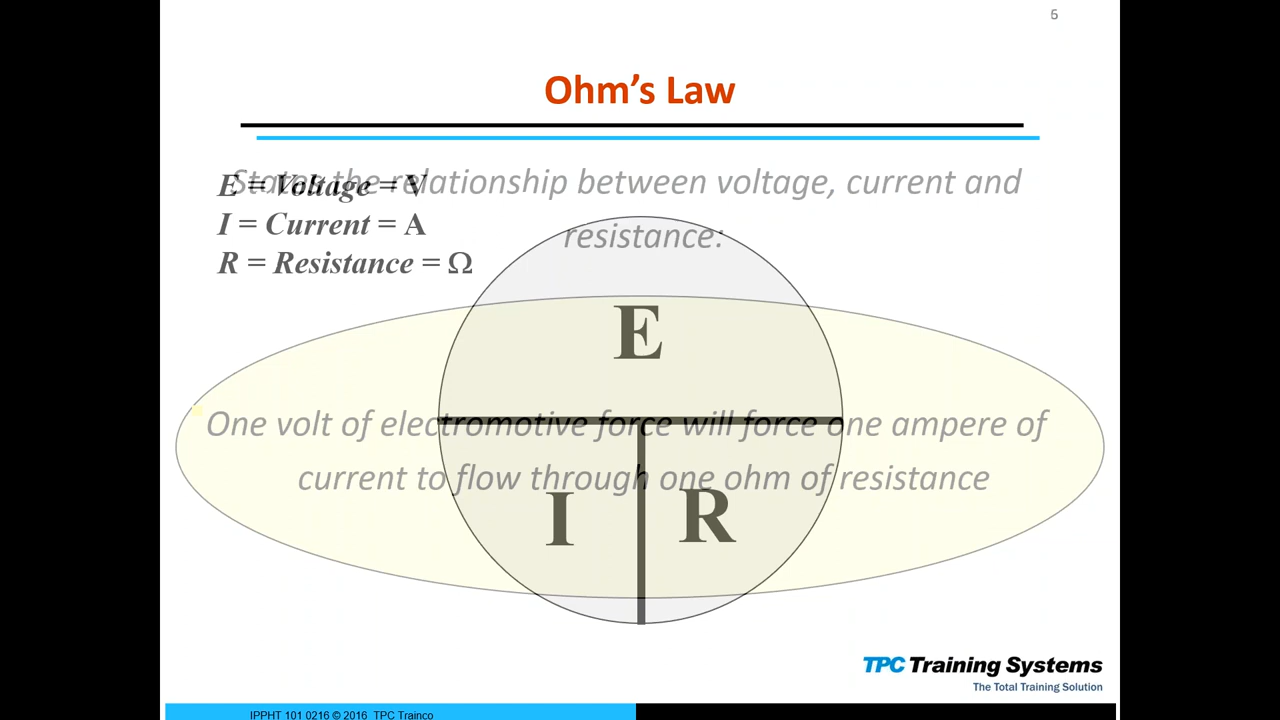 6
Ohm's Law
States the relationship between voltage, current and
resistance:
E = Voltage = V
I = Current = A
R = Resistance = Ω
E
One volt of electromotive force will force one ampere of
current to flow through one ohm of resistance
I R
TPC Training Systems
The Total Training Solution
IPPHT 101 0216 © 2016 TPC Trainco